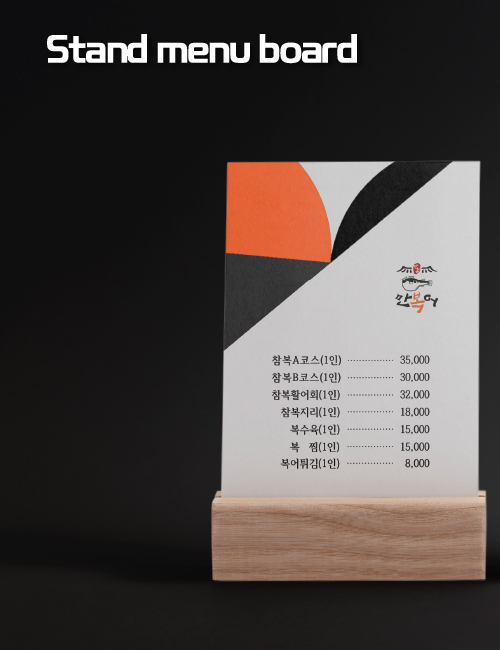 Stand menu board
만복어
참복A코스(1인) ················ 35,000
참복B코스(1인) ················ 30,000
참복활어회(1인) ················ 32,000
참복지리(1인) ················ 18,000
복수육(1인) ················ 15,000
복 찜(1인) ················ 15,000
복어튀김(1인) ················ 8,000